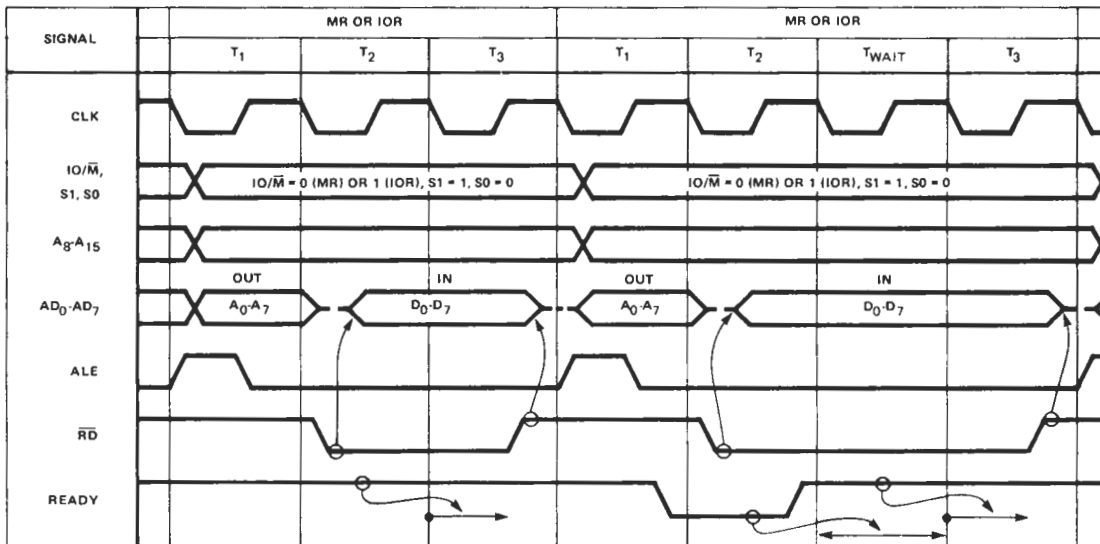 SIGNAL
MR OR IOR
MR OR IOR
T1 T2 T3 T1 T2 TWAIT T3
CLK
IO/M̅,
S1, S0
IO/M̅ = 0 (MR) OR 1 (IOR), S1 = 1, S0 = 0
IO/M̅ = 0 (MR) OR 1 (IOR), S1 = 1, S0 = 0
A8-A15
OUT IN OUT IN
AD0-AD7
A0-A7 D0-D7 A0-A7 D0-D7
ALE
R̅D̅
READY